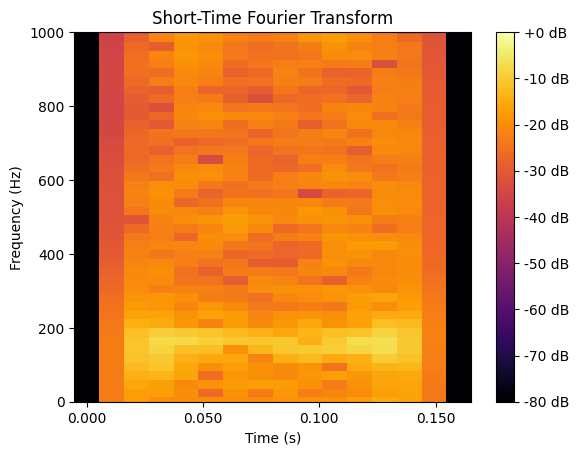 Short-Time Fourier Transform
1000
800
600
400
200
0
Frequency (Hz)
0.000
0.050
0.100
0.150
Time (s)
+0 dB
-10 dB
-20 dB
-30 dB
-40 dB
-50 dB
-60 dB
-70 dB
-80 dB